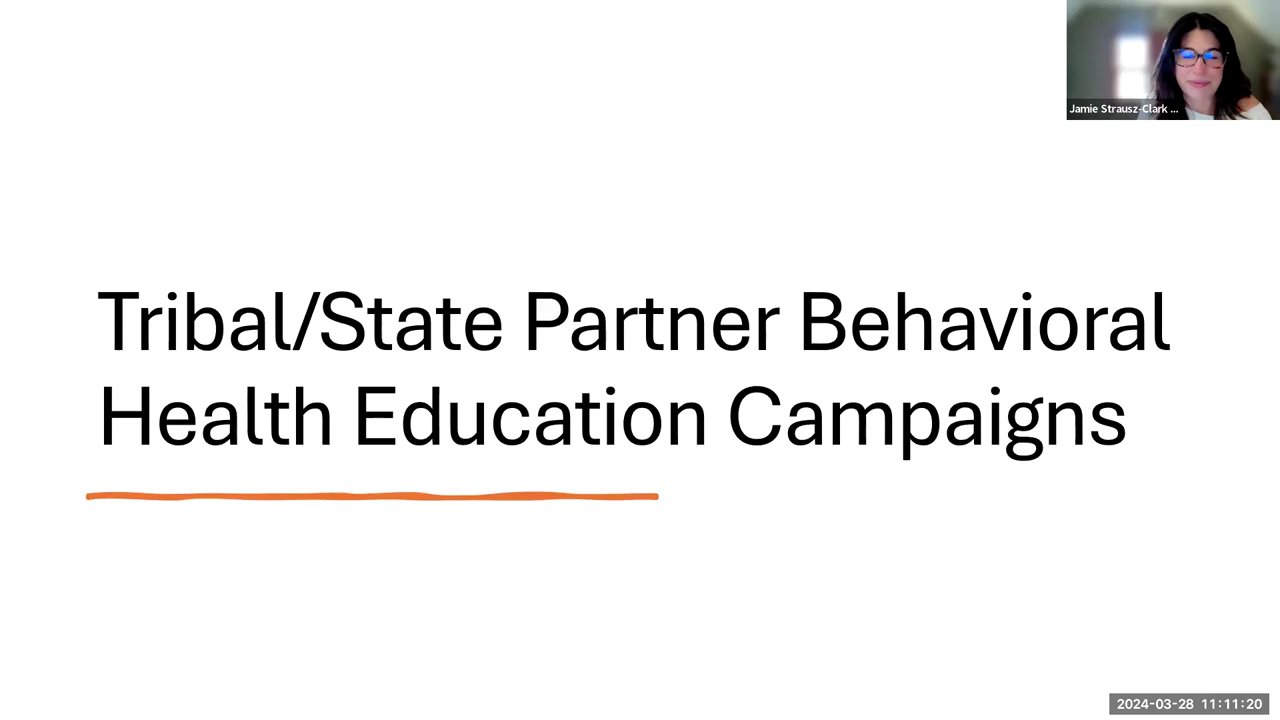 Jamie Strausz-Clark ...
Tribal/State Partner Behavioral
Health Education Campaigns
2024-03-28 11:11:20